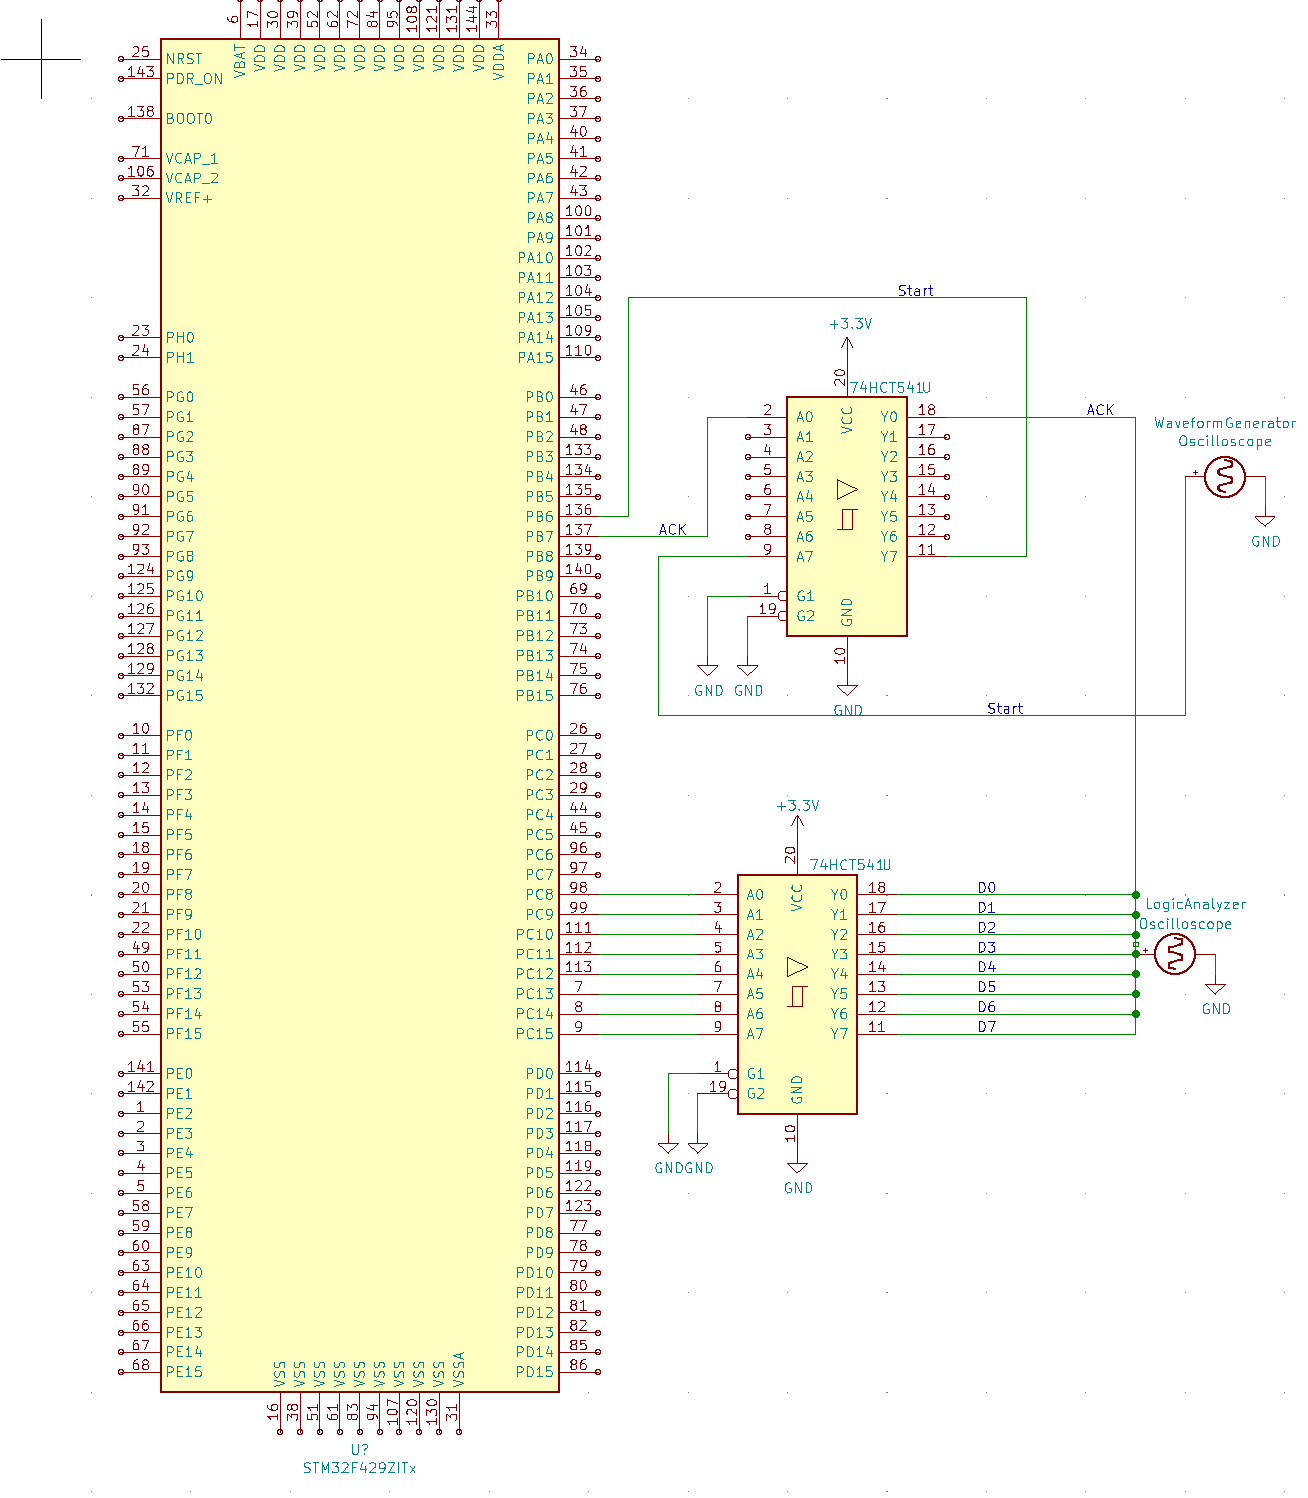 6 17 30 39 52 62 72 84 95 108 121 131 144 33
VBAT VDD VDD VDD VDD VDD VDD VDD VDD VDD VDD VDD VDD VDDA
25 NRST PA0 34
143 PDR_ON PA1 35
PA2 36
138 BOOT0 PA3 37
PA4 40
71 VCAP_1 PA5 41
106 VCAP_2 PA6 42
32 VREF+ PA7 43
PA8 100
PA9 101
PA10 102
PA11 103
PA12 104
PA13 105
23 PH0 PA14 109
24 PH1 PA15 110
56 PG0 PB0 46
57 PG1 PB1 47
87 PG2 PB2 48
88 PG3 PB3 133
89 PG4 PB4 134
90 PG5 PB5 135
91 PG6 PB6 136
92 PG7 PB7 137
93 PG8 PB8 139
124 PG9 PB9 140
125 PG10 PB10 69
126 PG11 PB11 70
127 PG12 PB12 73
128 PG13 PB13 74
129 PG14 PB14 75
132 PG15 PB15 76
10 PF0 PC0 26
11 PF1 PC1 27
12 PF2 PC2 28
13 PF3 PC3 29
14 PF4 PC4 44
15 PF5 PC5 45
18 PF6 PC6 96
19 PF7 PC7 97
20 PF8 PC8 98
21 PF9 PC9 99
22 PF10 PC10 111
49 PF11 PC11 112
50 PF12 PC12 113
53 PF13 PC13 7
54 PF14 PC14 8
55 PF15 PC15 9
141 PE0 PD0 114
142 PE1 PD1 115
1 PE2 PD2 116
2 PE3 PD3 117
3 PE4 PD4 118
4 PE5 PD5 119
5 PE6 PD6 122
58 PE7 PD7 123
59 PE8 PD8 77
60 PE9 PD9 78
63 PE10 PD10 79
64 PE11 PD11 80
65 PE12 PD12 81
66 PE13 PD13 82
67 PE14 PD14 85
68 PE15 PD15 86
VSS VSS VSS VSS VSS VSS VSS VSS VSS VSSA
16 38 51 61 83 94 107 120 130 31
U?
STM32F429ZITx
Start
+3.3V
20
74HCT541U
VCC
2 A0 Y0 18
3 A1 Y1 17
4 A2 Y2 16
5 A3 Y3 15
6 A4 Y4 14
7 A5 Y5 13
8 A6 Y6 12
9 A7 Y7 11
1 G1
19 G2
GND
10
GND GND
GND
ACK
ACK
WaveformGenerator
Oscilloscope
+
GND
Start
+3.3V
20
74HCT541U
VCC
2 A0 Y0 18 D0
3 A1 Y1 17 D1
4 A2 Y2 16 D2
5 A3 Y3 15 D3
6 A4 Y4 14 D4
7 A5 Y5 13 D5
8 A6 Y6 12 D6
9 A7 Y7 11 D7
1 G1
19 G2
GND
10
GND GND
GND
LogicAnalyzer
Oscilloscope
+
GND